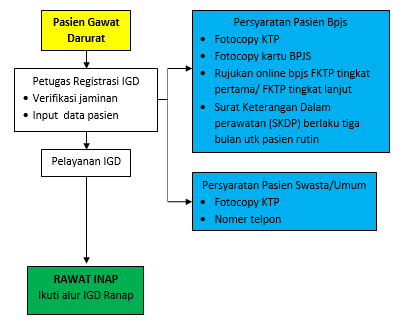 Pasien Gawat
Darurat
Petugas Registrasi IGD
• Verifikasi jaminan
• Input data pasien
Pelayanan IGD
RAWAT INAP
Ikuti alur IGD Ranap
Persyaratan Pasien Bpjs
• Fotocopy KTP
• Fotocopy kartu BPJS
• Rujukan online bpjs FKTP tingkat
pertama/ FKTP tingkat lanjut
• Surat Keterangan Dalam
perawatan (SKDP) berlaku tiga
bulan utk pasien rutin
Persyaratan Pasien Swasta/Umum
• Fotocopy KTP
• Nomer telpon